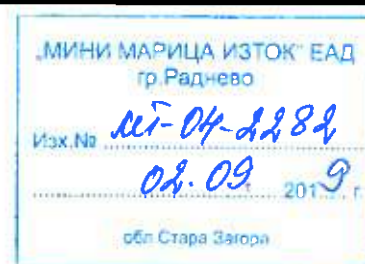 „МИНИ МАРИЦА ИЗТОК" ЕАД
гр.Раднево
Изх.№ МТ-04-2282
02.09. 2019 г.
обл.Стара Загора